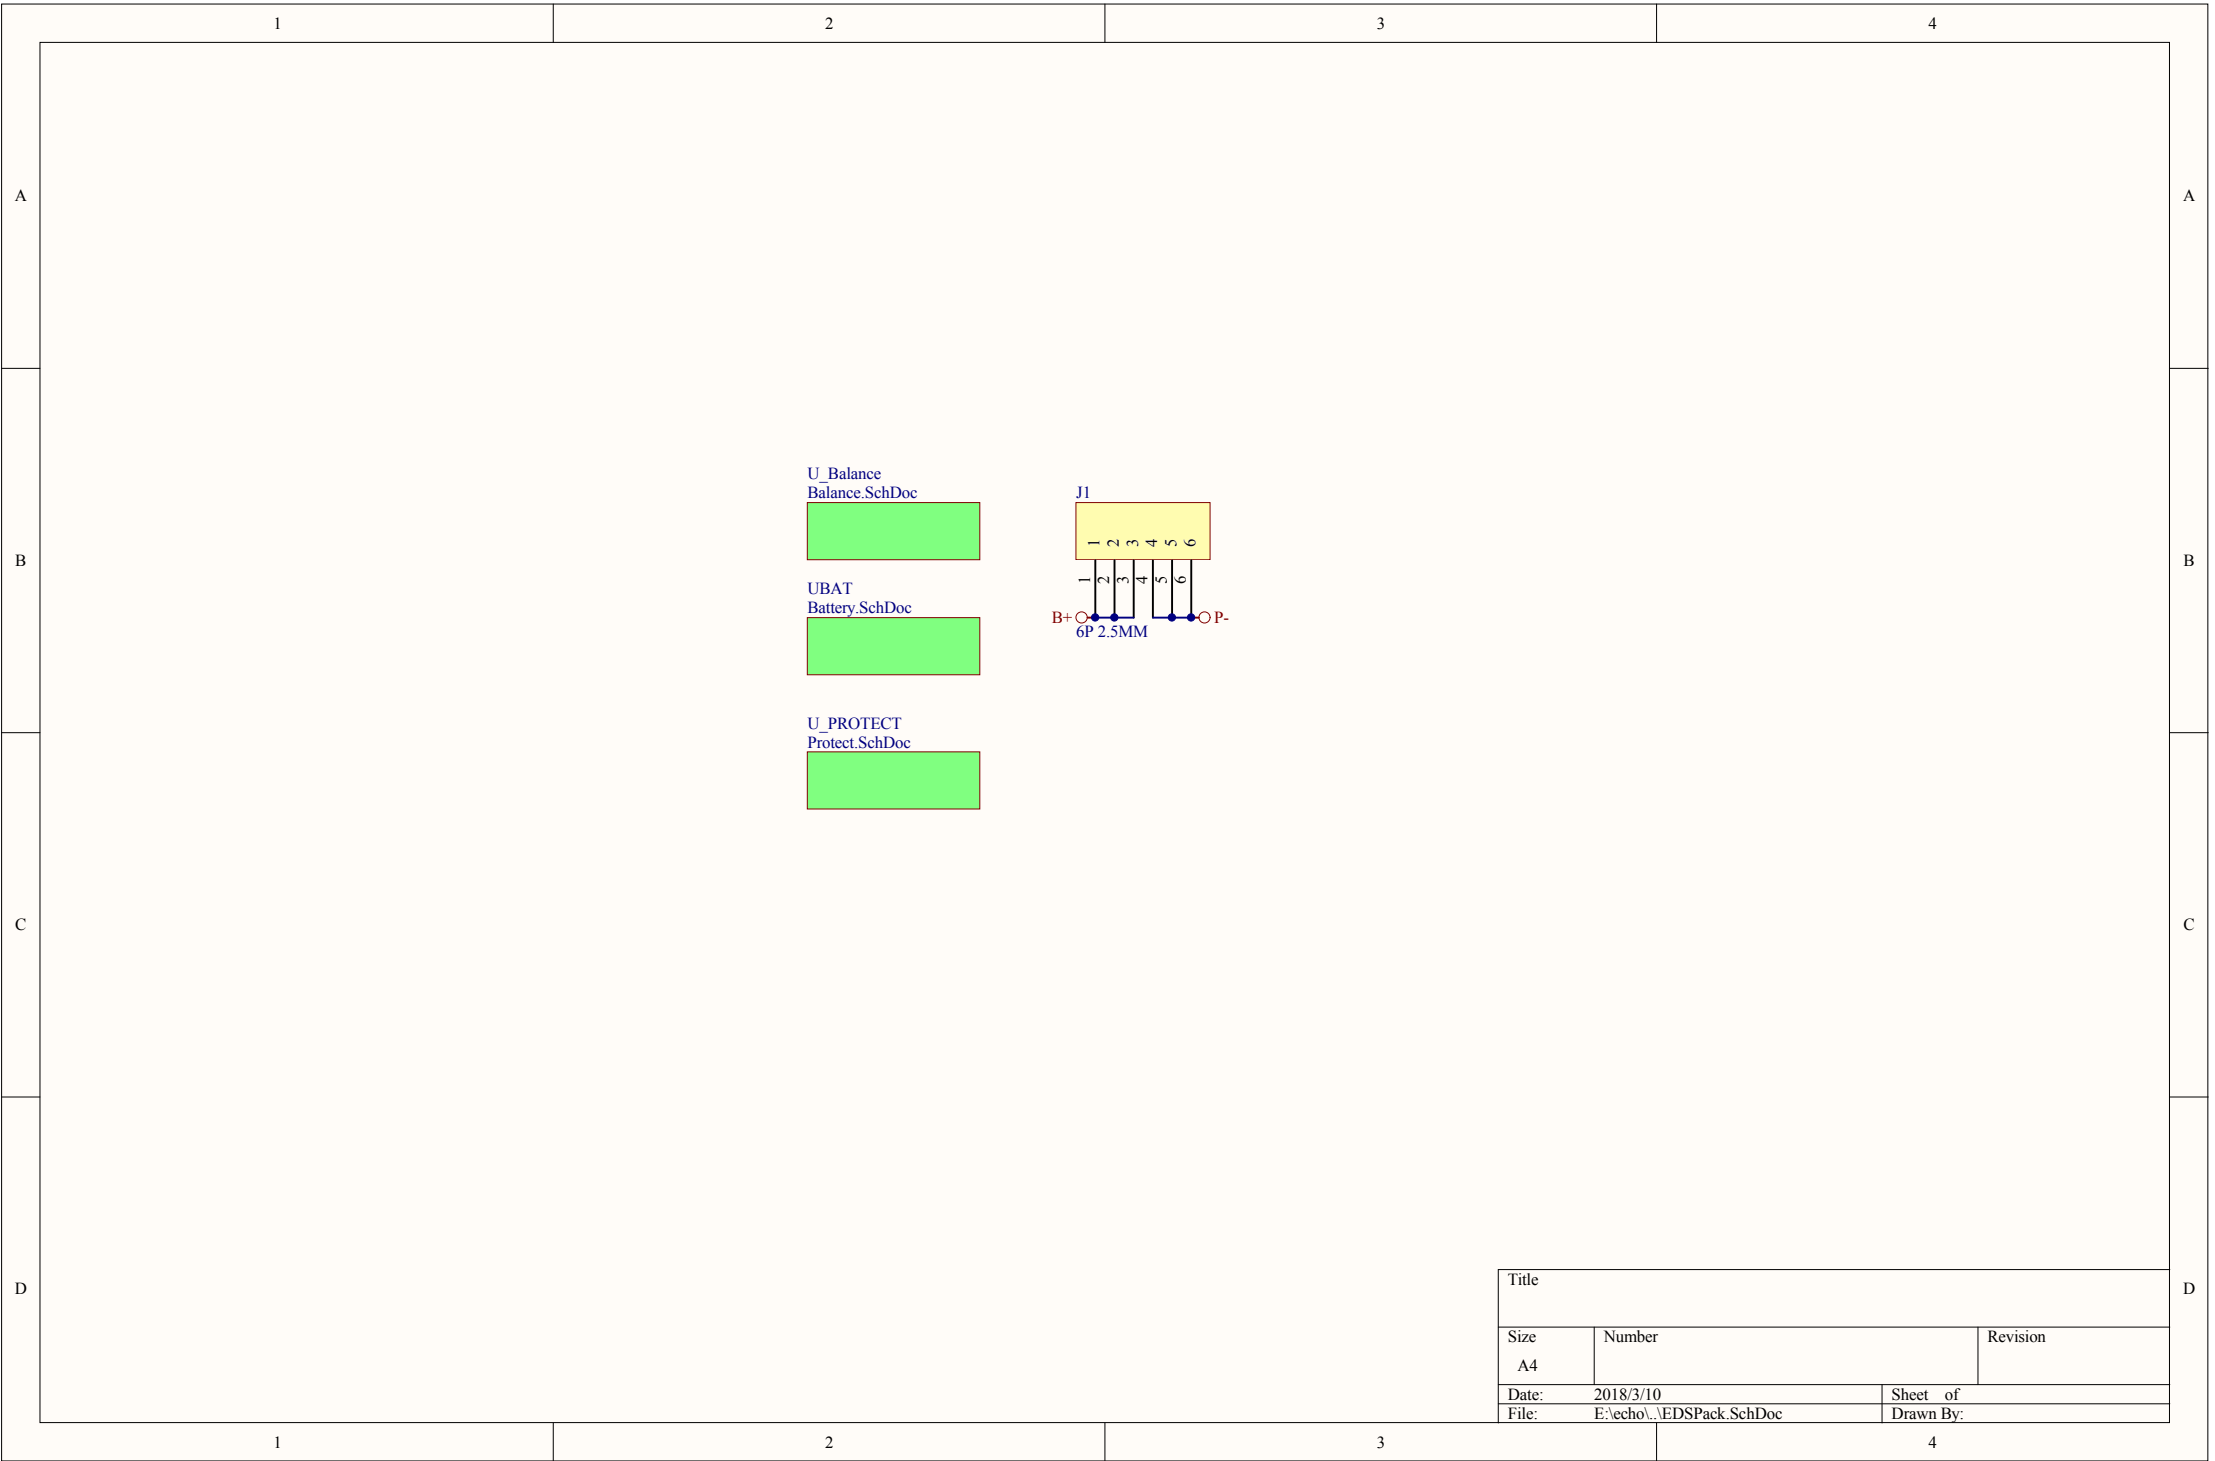 1 2 3 4
A A
U_Balance
Balance.SchDoc
J1
1 2 3 4 5 6
B B
1 2 3 4 5 6
UBAT
Battery.SchDoc
B+ P-
6P 2.5MM
U_PROTECT
Protect.SchDoc
C C
D D
Title
Size Number Revision
A4
Date: 2018/3/10 Sheet of
File: E:\echo\..\EDSPack.SchDoc Drawn By:
1 2 3 4